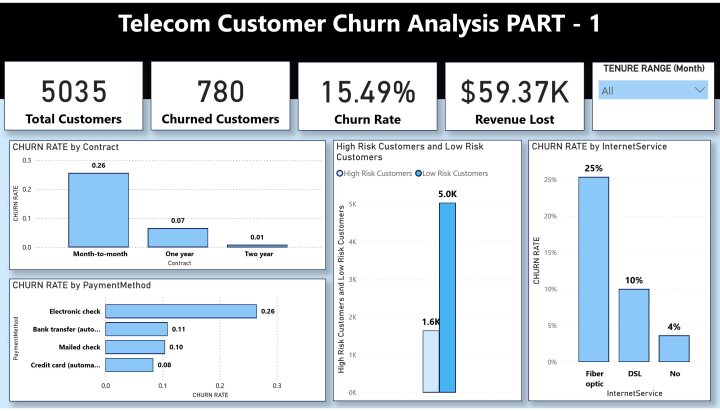 Telecom Customer Churn Analysis PART - 1
5035
Total Customers
780
Churned Customers
15.49%
Churn Rate
$59.37K
Revenue Lost
TENURE RANGE (Month)
All
CHURN RATE by Contract
CHURN RATE
0.3
0.2
0.1
0.0
0.26
0.07
0.01
Month-to-month
One year
Two year
Contract
CHURN RATE by PaymentMethod
PaymentMethod
Electronic check
0.26
Bank transfer (auto...
0.11
Mailed check
0.10
Credit card (automa...
0.08
0.0
0.1
0.2
0.3
CHURN RATE
High Risk Customers and Low Risk
Customers
High Risk Customers
Low Risk Customers
High Risk Customers and Low Risk Customers
5K
4K
3K
2K
1K
0K
1.6K
5.0K
CHURN RATE by InternetService
CHURN RATE
25%
20%
15%
10%
5%
0%
25%
10%
4%
Fiber
optic
DSL
No
InternetService